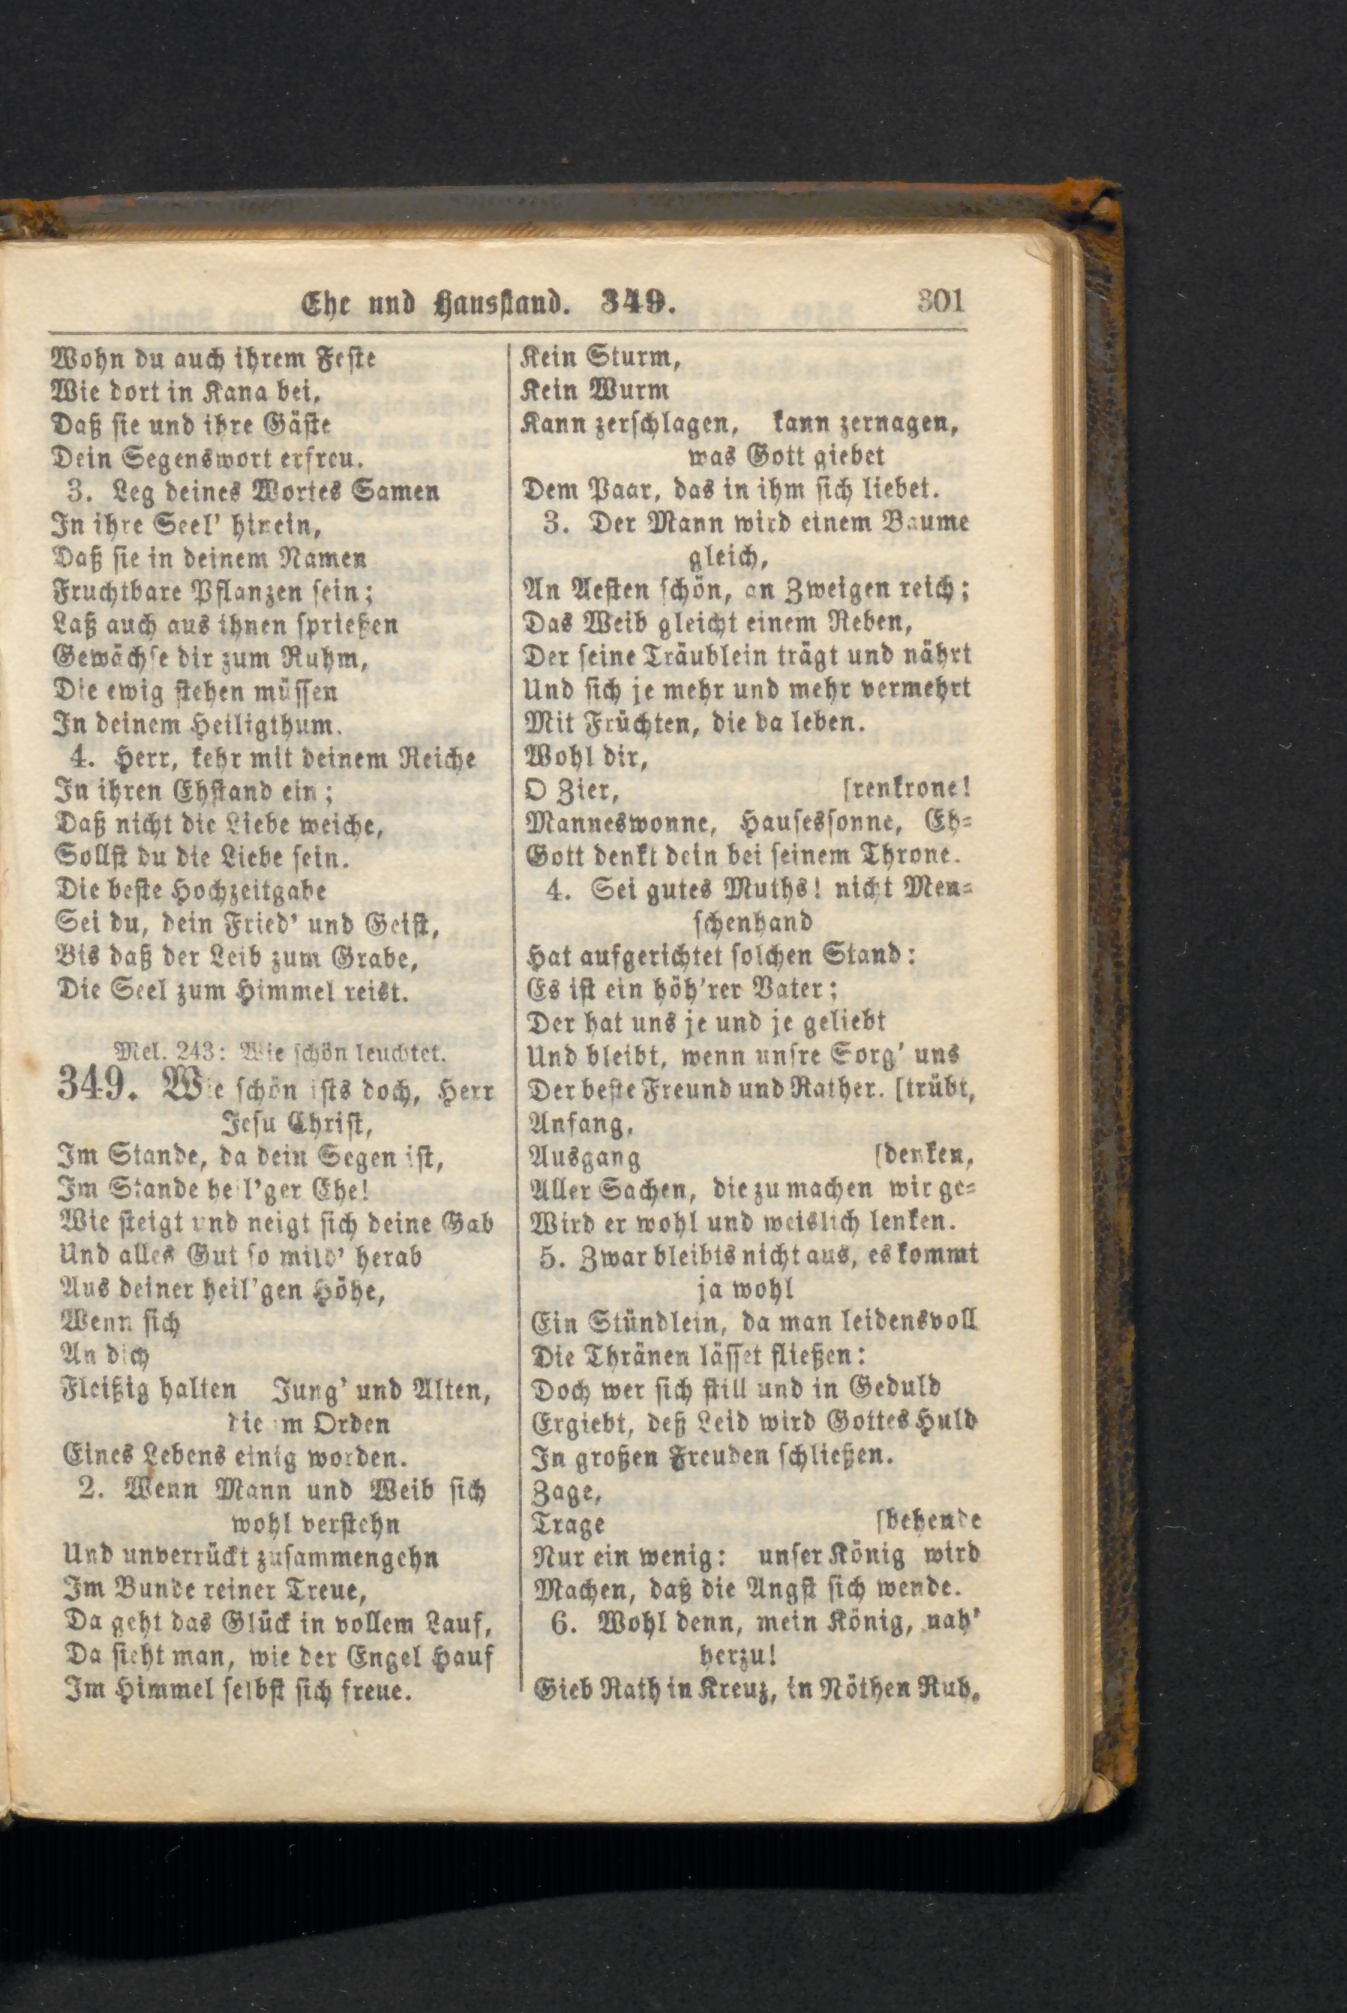 Ehe und Hausstand. 349. 301
Wohn du auch ihrem Feste
Wie dort in Kana bei,
Daß sie und ihre Gäste
Dein Segenswort erfreu.
3. Leg deines Wortes Samen
In ihre Seel' hinein,
Daß sie in deinem Namen
Fruchtbare Pflanzen sein;
Laß auch aus ihnen sprießen
Gewächse dir zum Ruhm,
Die ewig stehen müssen
In deinem Heiligthum.
4. Herr, kehr mit deinem Reiche
In ihren Ehstand ein;
Daß nicht die Liebe weiche,
Sollst du die Liebe sein.
Die beste Hochzeitgabe
Sei du, dein Fried' und Geist,
Bis daß der Leib zum Grabe,
Die Seel zum Himmel reist.
Mel. 243: Wie schön leuchtet.
349. Wie schön ists doch, Herr
Jesu Christ,
Im Stande, da dein Segen ist,
Im Stande heil'ger Ehe!
Wie steigt und neigt sich deine Gab
Und alles Gut so mild' herab
Aus deiner heil'gen Höhe,
Wenn sich
An dich
Fleißig halten Jung' und Alten,
die im Orden
Eines Lebens einig worden.
2. Wenn Mann und Weib sich
wohl verstehn
Und unverrückt zusammengehn
Im Bunde reiner Treue,
Da geht das Glück in vollem Lauf,
Da sieht man, wie der Engel Hauf
Im Himmel selbst sich freue.
Kein Sturm,
Kein Wurm
Kann zerschlagen, kann zernagen,
was Gott giebet
Dem Paar, das in ihm sich liebet.
3. Der Mann wird einem Baume
gleich,
An Aesten schön, an Zweigen reich;
Das Weib gleicht einem Reben,
Der seine Träublein trägt und nährt
Und sich je mehr und mehr vermehrt
Mit Früchten, die da leben.
Wohl dir,
O Zier, [renkrone!
Manneswonne, Hausessonne, Eh-
Gott denkt dein bei seinem Throne.
4. Sei gutes Muths! nicht Men-
schenhand
Hat aufgerichtet solchen Stand:
Es ist ein höh'rer Vater;
Der hat uns je und je geliebt
Und bleibt, wenn unsre Sorg' uns
Der beste Freund und Rather. [trübt,
Anfang,
Ausgang [denken,
Aller Sachen, die zu machen wir ge-
Wird er wohl und weislich lenken.
5. Zwar bleibts nicht aus, es kommt
ja wohl
Ein Stündlein, da man leidensvoll
Die Thränen lässet fließen:
Doch wer sich still und in Geduld
Ergiebt, deß Leid wird Gottes Huld
In großen Freuden schließen.
Zage,
Trage [behende
Nur ein wenig: unser König wird
Machen, daß die Angst sich wende.
6. Wohl denn, mein König, nah'
herzu!
Gieb Rath in Kreuz, in Nöthen Ruh,